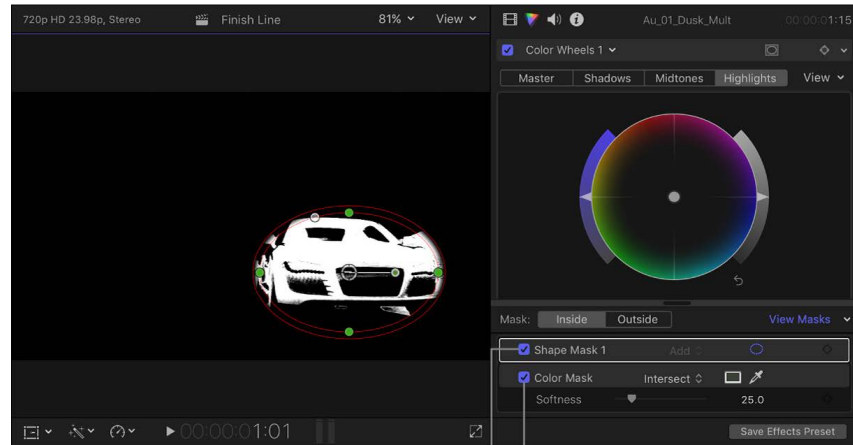 720p HD 23.98p, Stereo
Finish Line
81%
View
Au_01_Dusk_Mult
00:00:01:15
Color Wheels 1
Master
Shadows
Midtones
Highlights
View
Mask:
Inside
Outside
View Masks
Shape Mask 1
Add
Color Mask
Intersect
Softness
25.0
00:00:01:01
Save Effects Preset